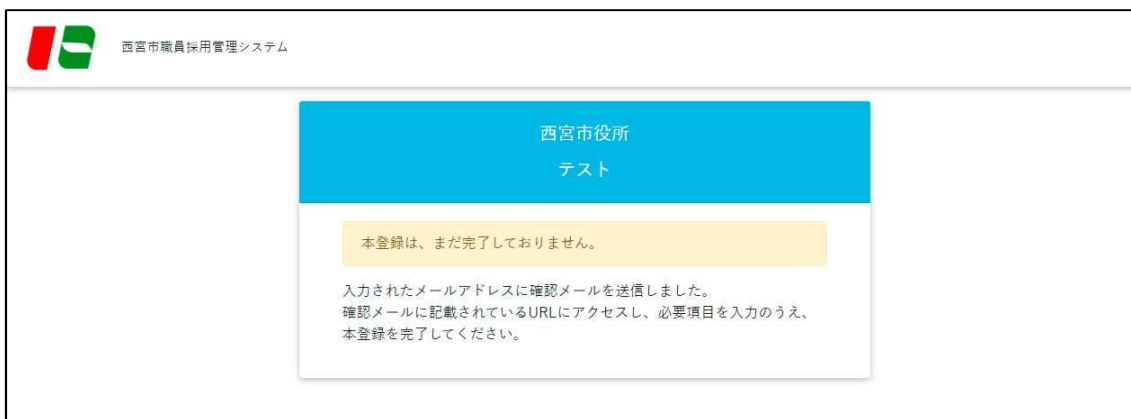 西宮市職員採用管理システム
西宮市役所
テスト
本登録は、まだ完了しておりません。
入力されたメールアドレスに確認メールを送信しました。
確認メールに記載されているURLにアクセスし、必要項目を入力のうえ、
本登録を完了してください。